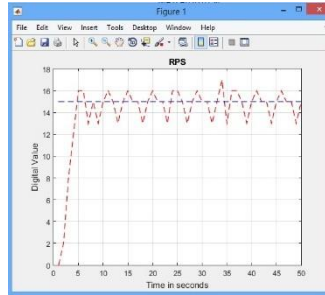 Figure 1
File Edit View Insert Tools Desktop Window Help
RPS
18
16
14
12
10
8
6
4
2
0
Digital Value
0 5 10 15 20 25 30 35 40 45 50
Time in seconds